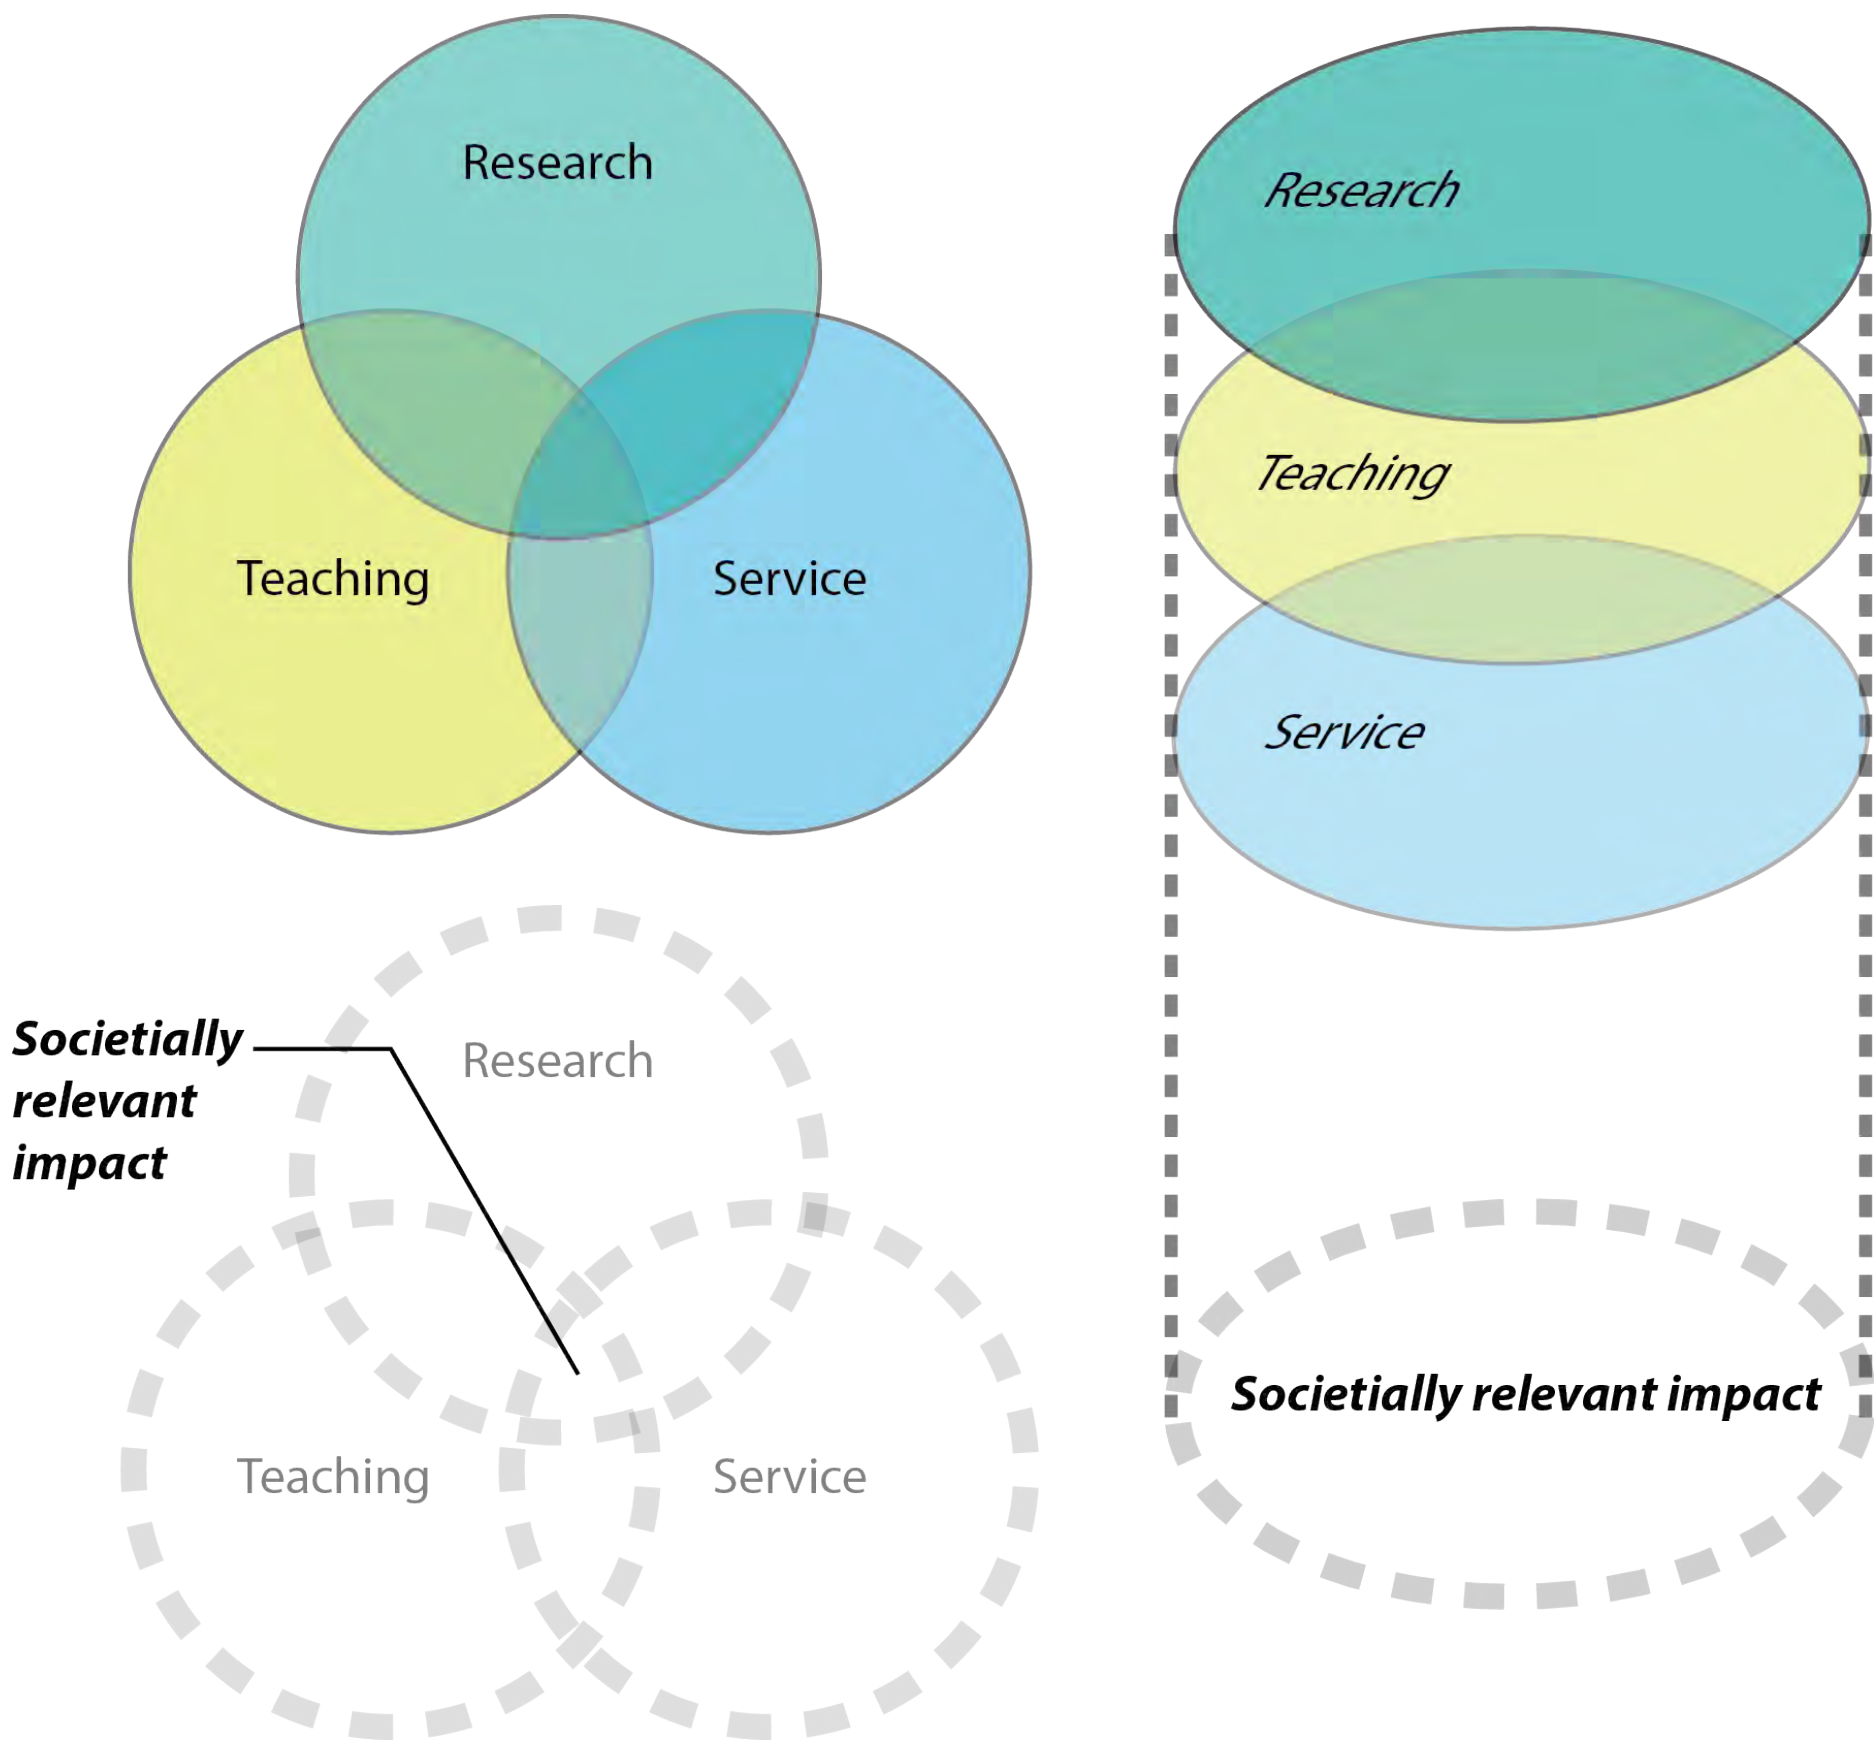 Research
Teaching
Service
Research
Teaching
Service
Societially
relevant
impact
Research
Teaching
Service
Societially relevant impact